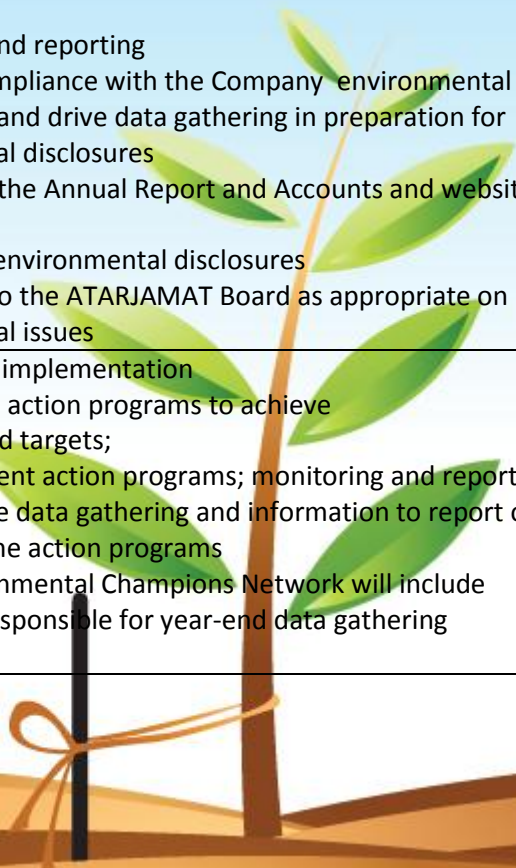 nd reporting
mpliance with the Company environmental
and drive data gathering in preparation for
al disclosures
the Annual Report and Accounts and websit
environmental disclosures
o the ATARJAMAT Board as appropriate on
al issues
implementation
action programs to achieve
d targets;
ent action programs; monitoring and report
e data gathering and information to report o
he action programs
nmental Champions Network will include
sponsible for year-end data gathering